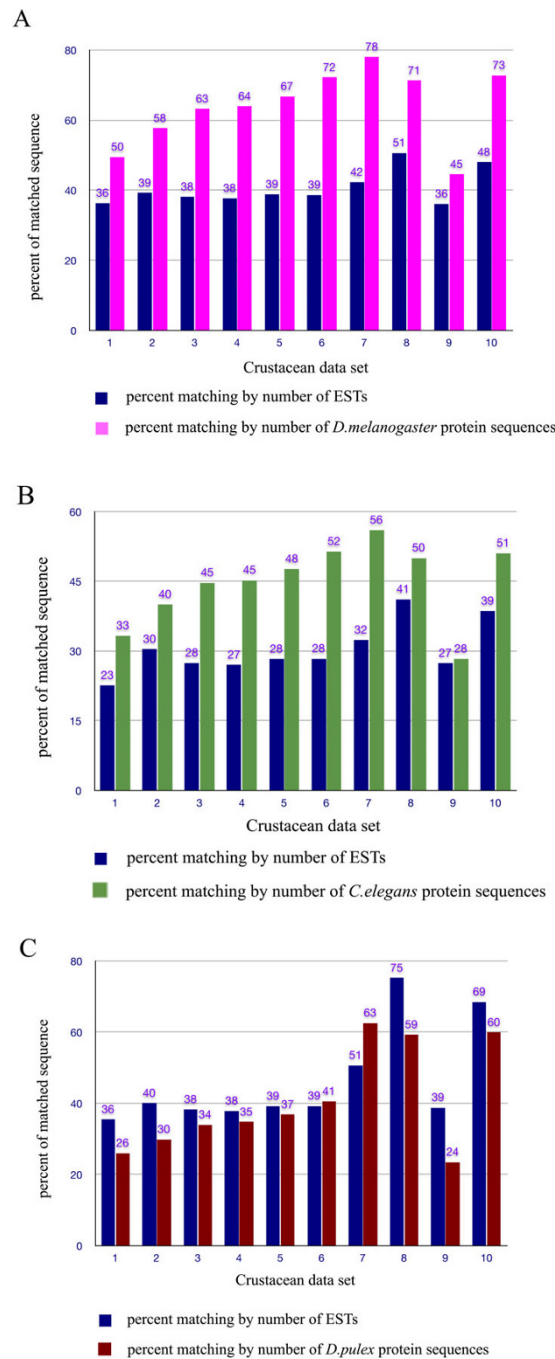 A
percent of matched sequence
80
60
40
20
0
36 50 39 58 38 63 38 64 39 67 39 72 42 78 51 71 36 45 48 73
1 2 3 4 5 6 7 8 9 10
Crustacean data set
percent matching by number of ESTs
percent matching by number of D.melanogaster protein sequences
B
percent of matched sequence
60
45
30
15
0
23 33 30 40 28 45 27 45 28 48 28 52 32 56 41 50 27 28 39 51
1 2 3 4 5 6 7 8 9 10
Crustacean data set
percent matching by number of ESTs
percent matching by number of C.elegans protein sequences
C
percent of matched sequence
80
60
40
20
0
36 26 40 30 38 34 38 35 39 37 39 41 51 63 75 59 39 24 69 60
1 2 3 4 5 6 7 8 9 10
Crustacean data set
percent matching by number of ESTs
percent matching by number of D.pulex protein sequences